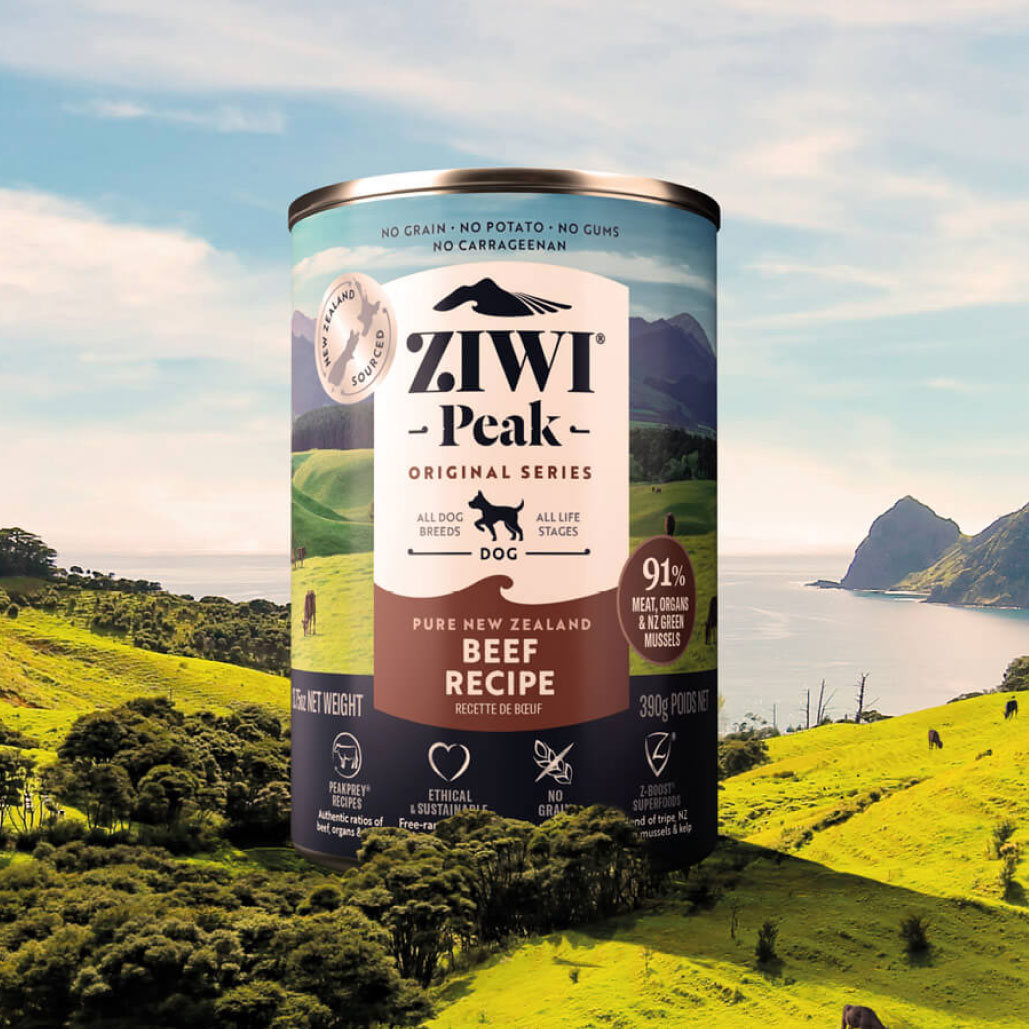 NO GRAIN · NO POTATO · NO GUMS
NO CARRAGEENAN
NEW ZEALAND
SOURCED
ZIWI®
Peak
ORIGINAL SERIES
ALL DOG
BREEDS
ALL LIFE
STAGES
DOG
91%
MEAT, ORGANS
& NZ GREEN
MUSSELS
PURE NEW ZEALAND
BEEF
RECIPE
RECETTE DE BŒUF
NET WEIGHT
390g POIDS NET
PEAKPREY®
RECIPES
Authentic ratios of
beef, organs &
ETHICAL
& SUSTAINABLE
NO
Z
Z-BOOST®
SUPERFOODS
of tripe, NZ
mussels & kelp